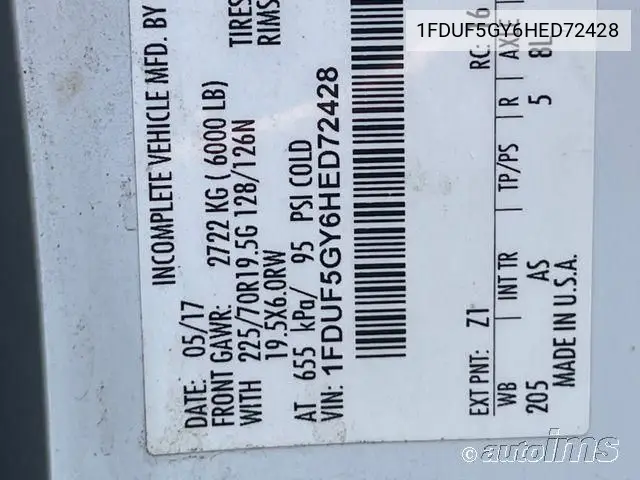 1FDUF5GY6HED72428
INCOMPLETE VEHICLE MFD. BY
DATE: 05/17
FRONT GAWR: 2722 KG ( 6000 LB)
WITH 225/70R19.5G 128/126N TIRES
19.5X6.0RW RIMS
AT 655 kPa/ 95 PSI COLD
VIN: 1FDUF5GY6HED72428
EXT PNT: Z1 RC:
WB INT TR TP/PS R AXLE
205 AS 5 8L
MADE IN U.S.A.
autoims